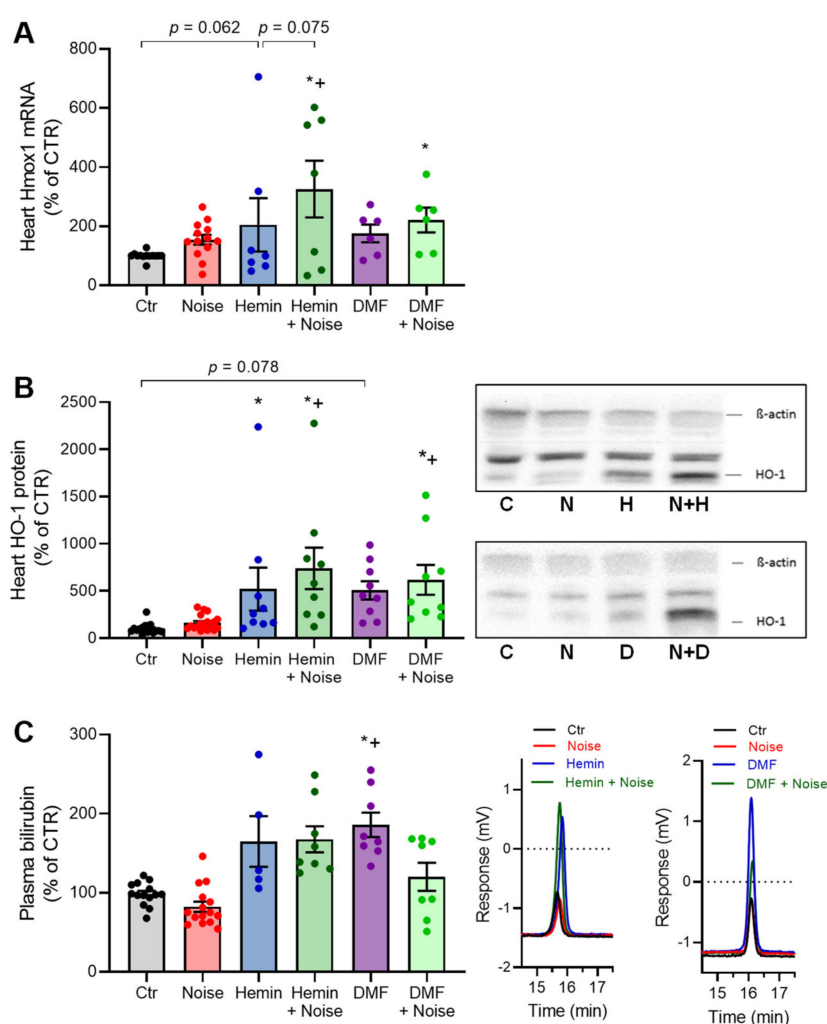 A
p = 0.062
p = 0.075
Heart Hmox1 mRNA
(% of CTR)
800
600
400
200
0
*+
*
Ctr
Noise
Hemin
Hemin
+ Noise
DMF
DMF
+ Noise
B
p = 0.078
Heart HO-1 protein
(% of CTR)
2500
2000
1500
1000
500
0
*
*+
*+
Ctr
Noise
Hemin
Hemin
+ Noise
DMF
DMF
+ Noise
ß-actin
HO-1
C N H N+H
ß-actin
HO-1
C N D N+D
C
Plasma bilirubin
(% of CTR)
300
200
100
0
*+
Ctr
Noise
Hemin
Hemin
+ Noise
DMF
DMF
+ Noise
Ctr
Noise
Hemin
Hemin + Noise
Response (mV)
1
0
-1
-2
15 16 17
Time (min)
Ctr
Noise
DMF
DMF + Noise
Response (mV)
2
1
0
-1
15 16 17
Time (min)